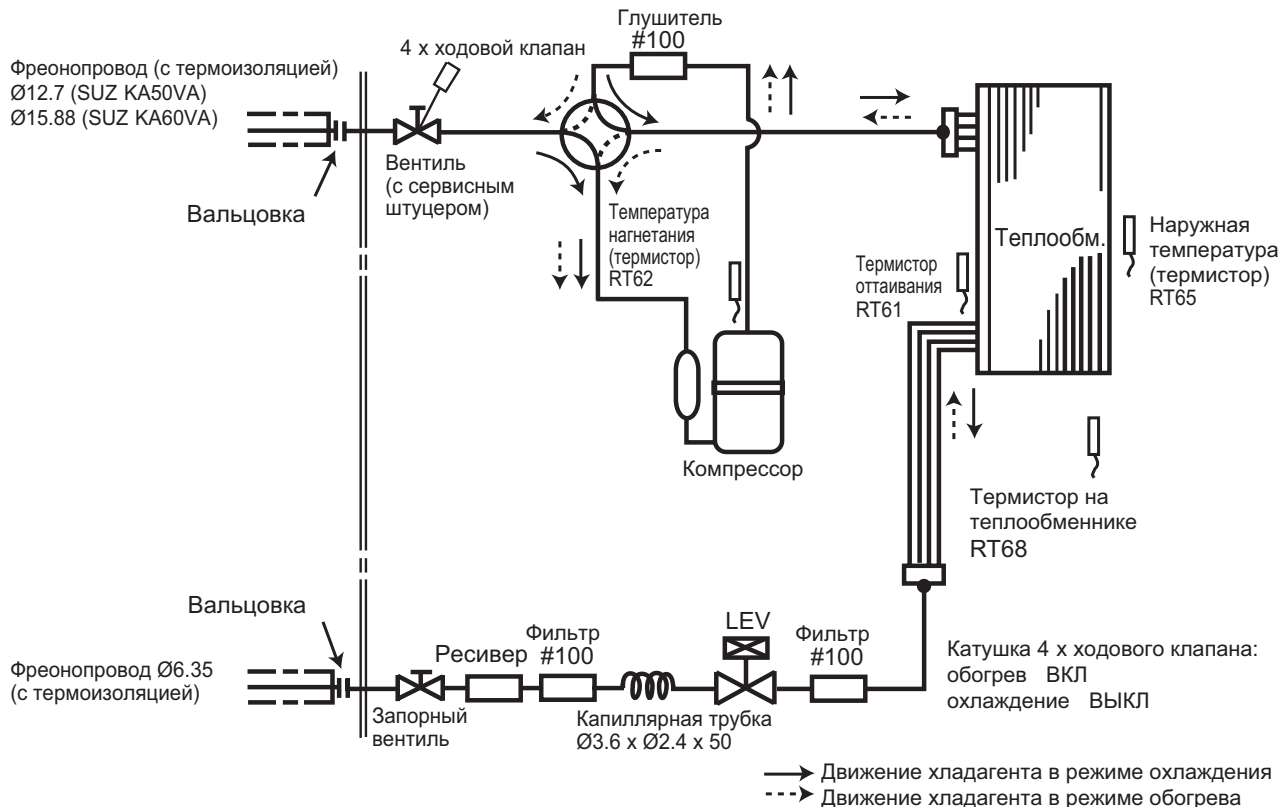 Глушитель
#100
4 х ходовой клапан
Фреонопровод (с термоизоляцией)
Ø12.7 (SUZ KA50VA)
Ø15.88 (SUZ KA60VA)
Вальцовка
Вентиль
(с сервисным
штуцером)
Температура
нагнетания
(термистор)
RT62
Компрессор
Теплообм.
Термистор
оттаивания
RT61
Наружная
температура
(термистор)
RT65
Термистор на
теплообменнике
RT68
Вальцовка
Фреонопровод Ø6.35
(с термоизоляцией)
Запорный
вентиль
Ресивер
Фильтр
#100
Капиллярная трубка
Ø3.6 x Ø2.4 x 50
LEV
Фильтр
#100
Катушка 4 х ходового клапана:
обогрев ВКЛ
охлаждение ВЫКЛ
Движение хладагента в режиме охлаждения
Движение хладагента в режиме обогрева